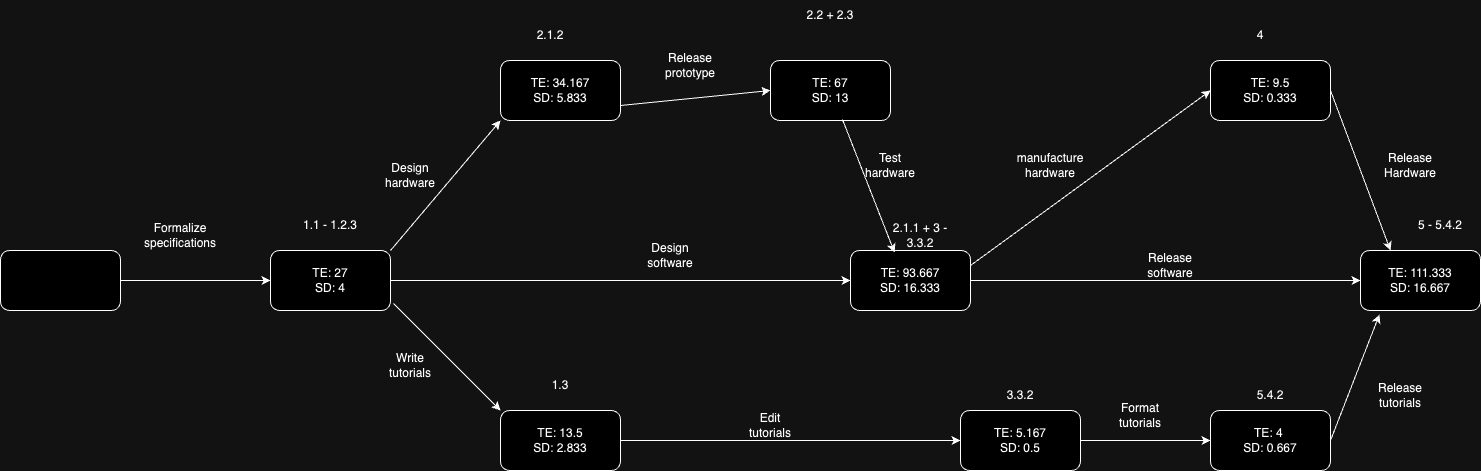 2.2 + 2.3
2.1.2
4
Release
prototype
TE: 34.167
SD: 5.833
TE: 67
SD: 13
TE: 9.5
SD: 0.333
Design
hardware
Test
hardware
manufacture
hardware
Release
Hardware
Formalize
specifications
1.1 - 1.2.3
2.1.1 + 3 -
3.3.2
5 - 5.4.2
Design
software
Release
software
TE: 27
SD: 4
TE: 93.667
SD: 16.333
TE: 111.333
SD: 16.667
Write
tutorials
1.3
3.3.2
5.4.2
Release
tutorials
Edit
tutorials
Format
tutorials
TE: 13.5
SD: 2.833
TE: 5.167
SD: 0.5
TE: 4
SD: 0.667